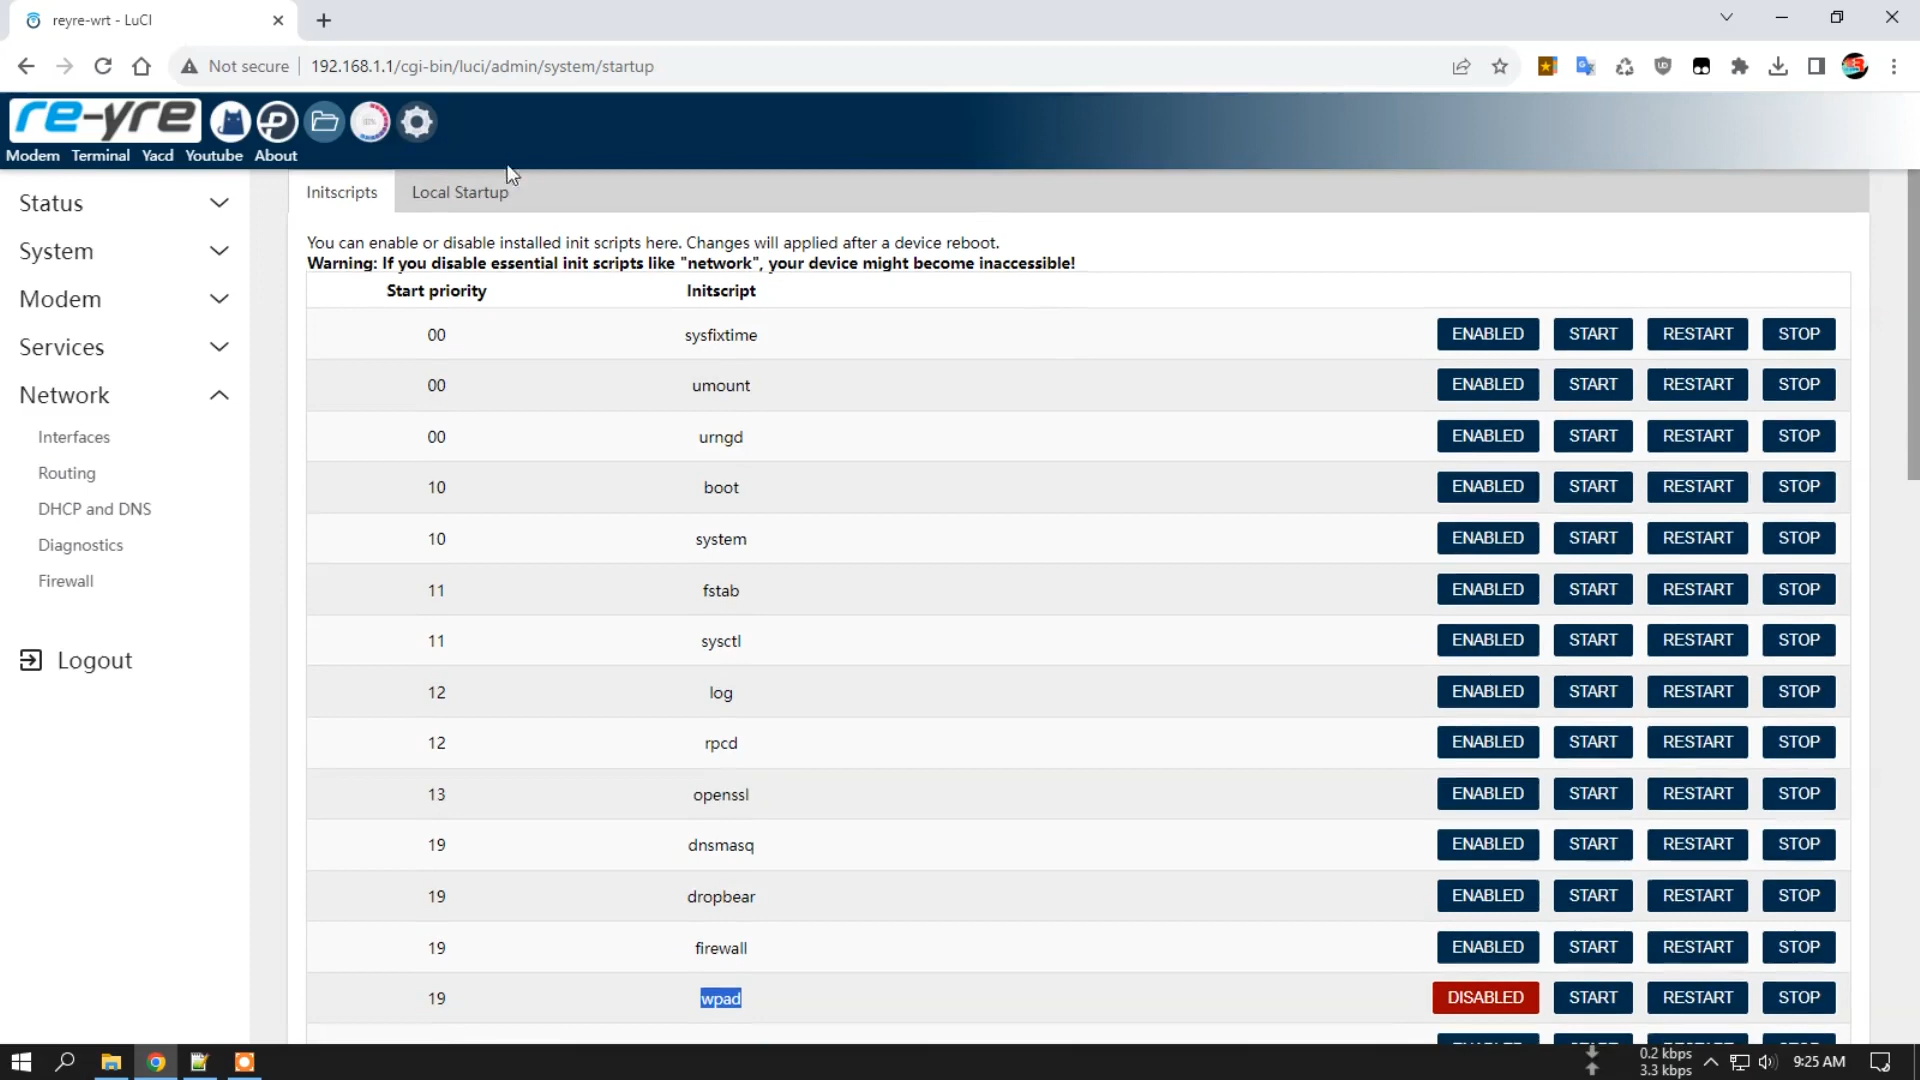 reyre-wrt - LuCI
Not secure
192.168.1.1/cgi-bin/luci/admin/system/startup
re-yre
Modem Terminal Yacd Youtube About
Status
System
Modem
Services
Network
Interfaces
Routing
DHCP and DNS
Diagnostics
Firewall
Logout
Initscripts Local Startup
You can enable or disable installed init scripts here. Changes will applied after a device reboot.
Warning: If you disable essential init scripts like "network", your device might become inaccessible!
Start priority Initscript
00 sysfixtime ENABLED START RESTART STOP
00 umount ENABLED START RESTART STOP
00 urngd ENABLED START RESTART STOP
10 boot ENABLED START RESTART STOP
10 system ENABLED START RESTART STOP
11 fstab ENABLED START RESTART STOP
11 sysctl ENABLED START RESTART STOP
12 log ENABLED START RESTART STOP
12 rpcd ENABLED START RESTART STOP
13 openssl ENABLED START RESTART STOP
19 dnsmasq ENABLED START RESTART STOP
19 dropbear ENABLED START RESTART STOP
19 firewall ENABLED START RESTART STOP
19 wpad DISABLED START RESTART STOP
0.2 kbps
3.3 kbps
9:25 AM